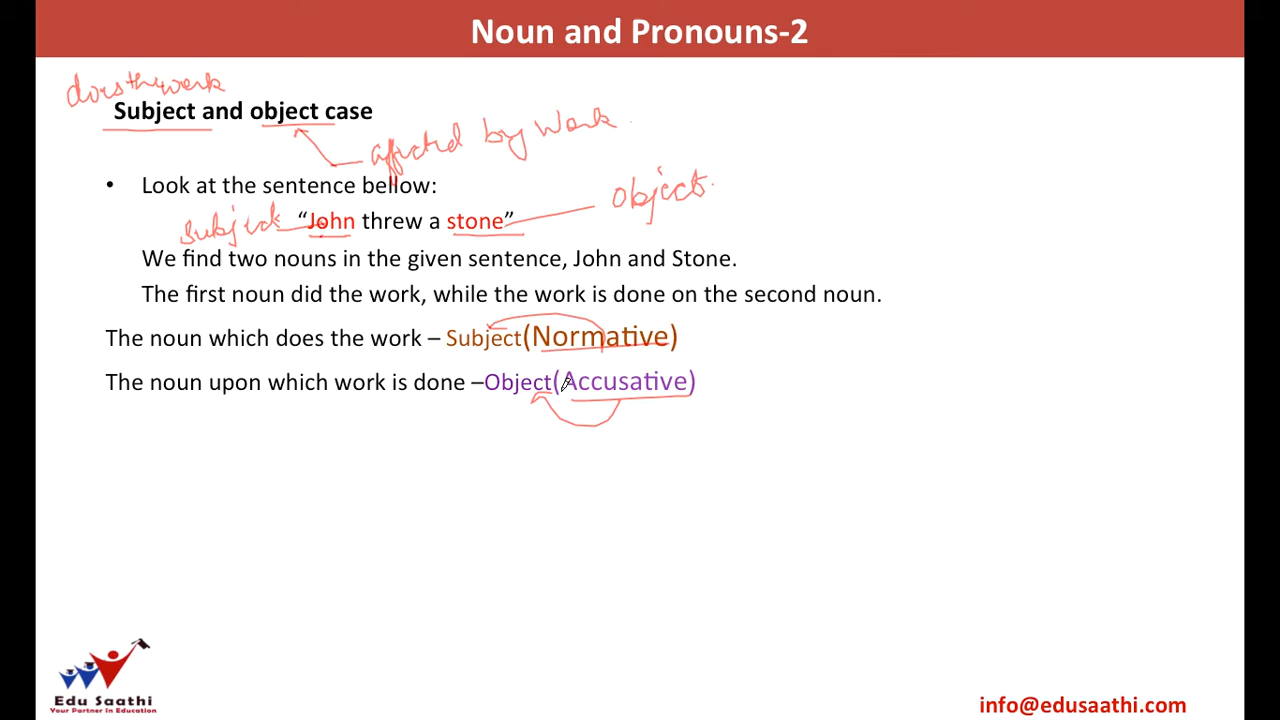 Noun and Pronouns-2
does the work
Subject and object case
affected by work
Look at the sentence bellow:
object
subject “John threw a stone”
We find two nouns in the given sentence, John and Stone.
The first noun did the work, while the work is done on the second noun.
The noun which does the work – Subject(Normative)
The noun upon which work is done –Object(Accusative)
Edu Saathi
Your Partner in Education
info@edusaathi.com